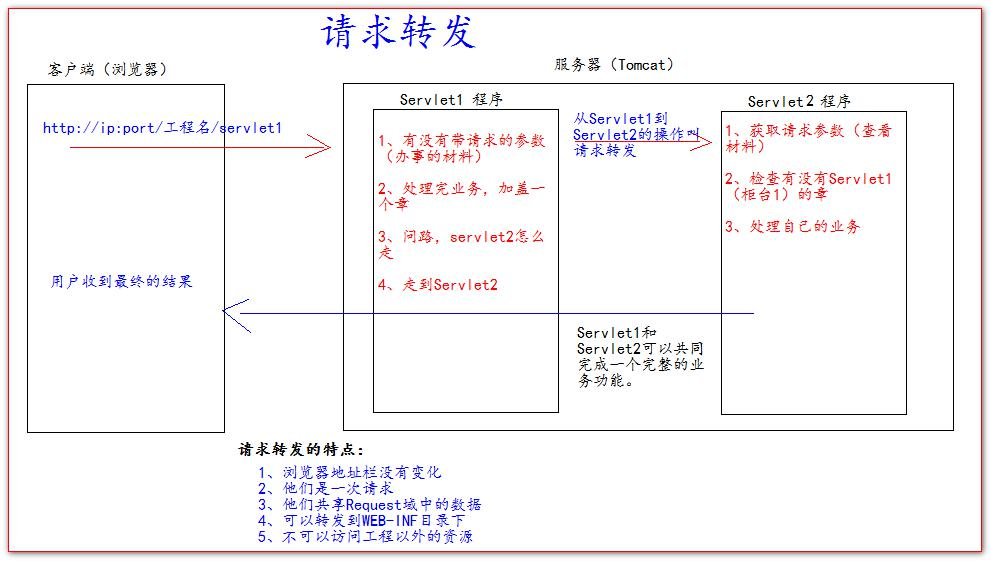 请求转发
客户端（浏览器）
服务器（Tomcat）
http://ip:port/工程名/servlet1
用户收到最终的结果
Servlet1 程序
1、有没有带请求的参数
（办事的材料）
2、处理完业务，加盖一
个章
3、问路，servlet2怎么
走
4、走到Servlet2
从Servlet1到
Servlet2的操作叫
请求转发
Servlet2 程序
1、获取请求参数（查看
材料）
2、检查有没有Servlet1
（柜台1）的章
3、处理自己的业务
Servlet1和
Servlet2可以共同
完成一个完整的业
务功能。
请求转发的特点：
1、浏览器地址栏没有变化
2、他们是一次请求
3、他们共享Request域中的数据
4、可以转发到WEB-INF目录下
5、不可以访问工程以外的资源